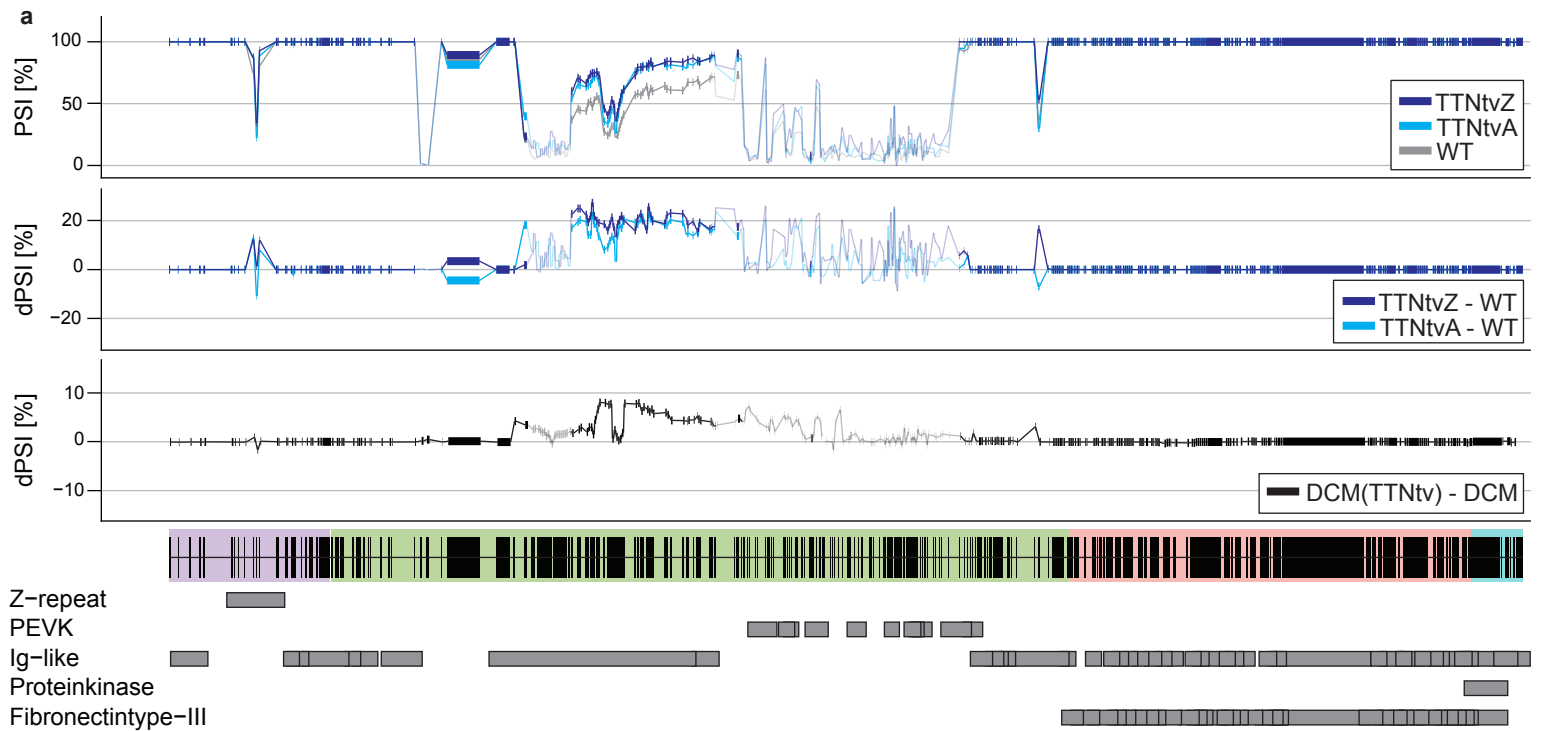 a
PSI [%]
100
50
0
TTNtvZ
TTNtvA
WT
dPSI [%]
20
0
−20
TTNtvZ - WT
TTNtvA - WT
dPSI [%]
10
0
−10
DCM(TTNtv) - DCM
Z−repeat
PEVK
Ig−like
Proteinkinase
Fibronectintype−III